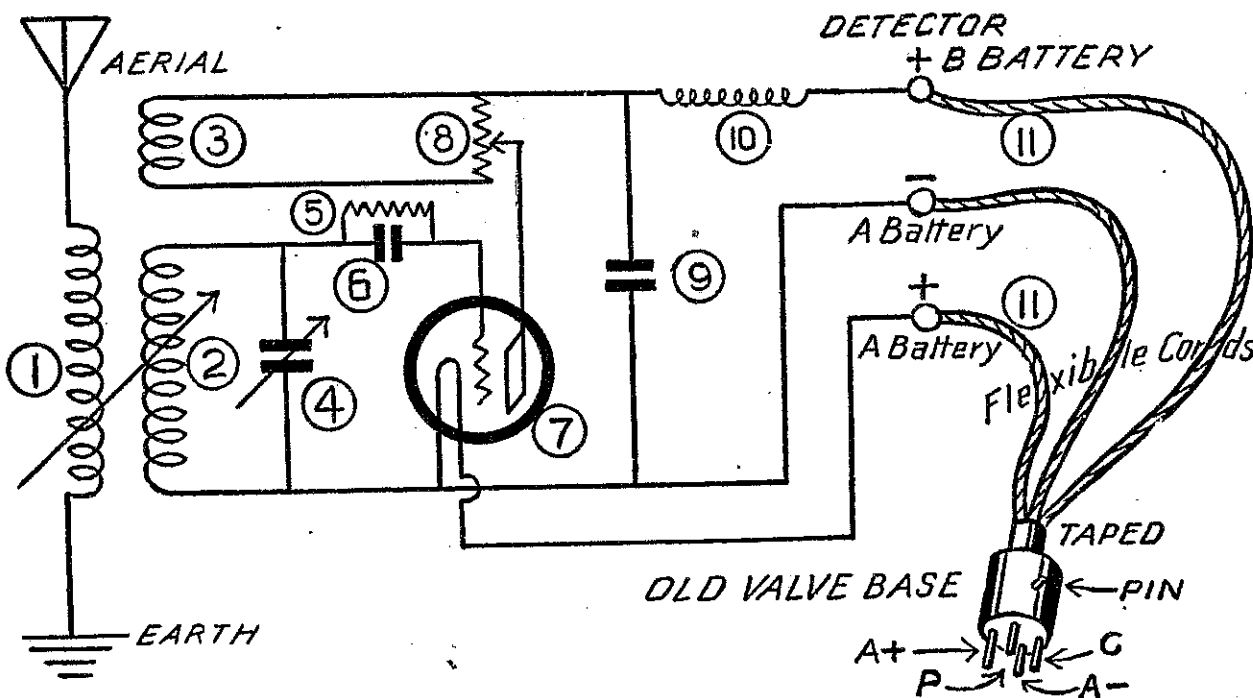 AERIAL
DETECTOR
+ B BATTERY
3
8
10
11
5
−
A Battery
6
9
+
11
A Battery
1
2
4
7
Flexible Cords
TAPED
OLD VALVE BASE
PIN
EARTH
A+
G
P
A−